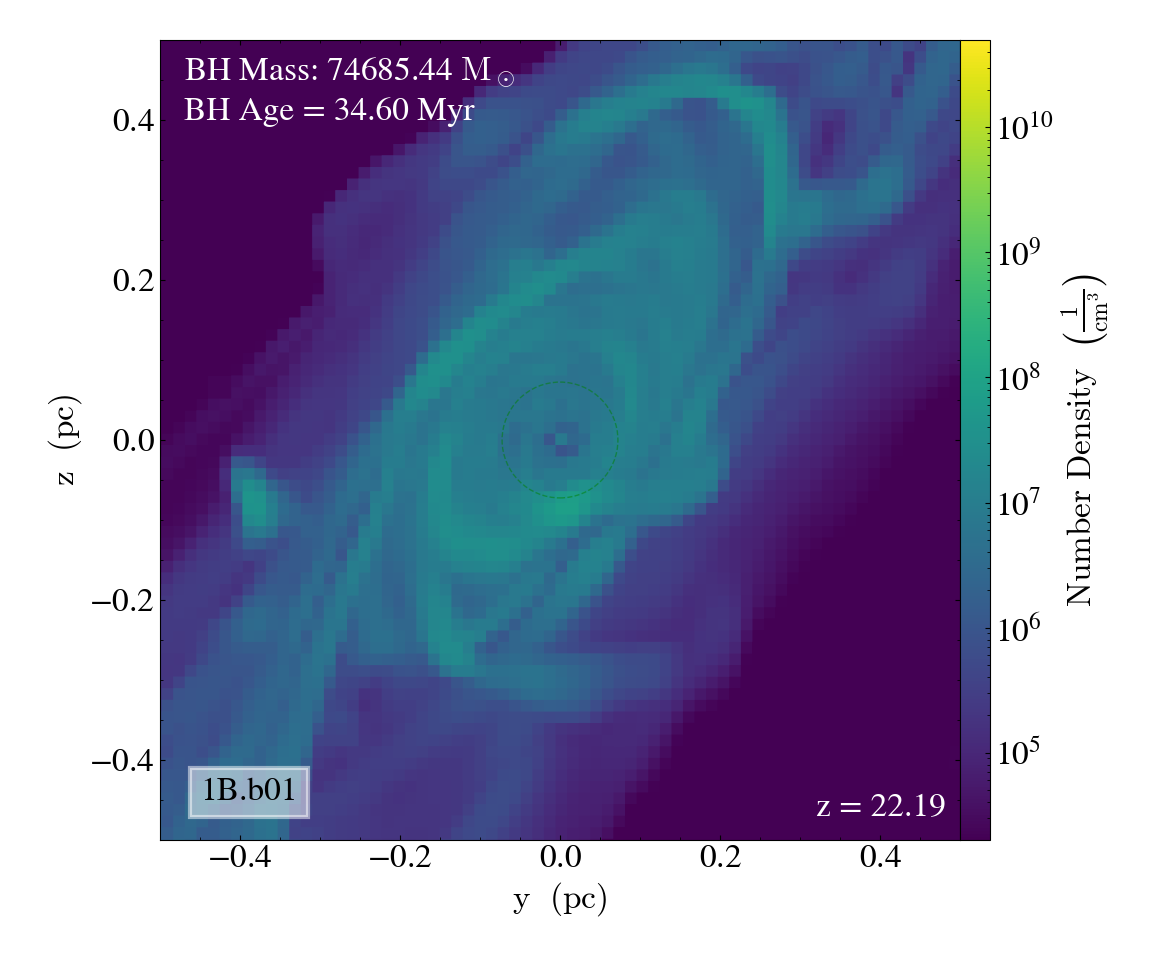 BH Mass: 74685.44 M⊙
BH Age = 34.60 Myr
0.4
0.2
0.0
−0.2
−0.4
z (pc)
1B.b01
z = 22.19
−0.4 −0.2 0.0 0.2 0.4
y (pc)
10¹⁰
10⁹
10⁸
10⁷
10⁶
10⁵
Number Density (1/cm³)